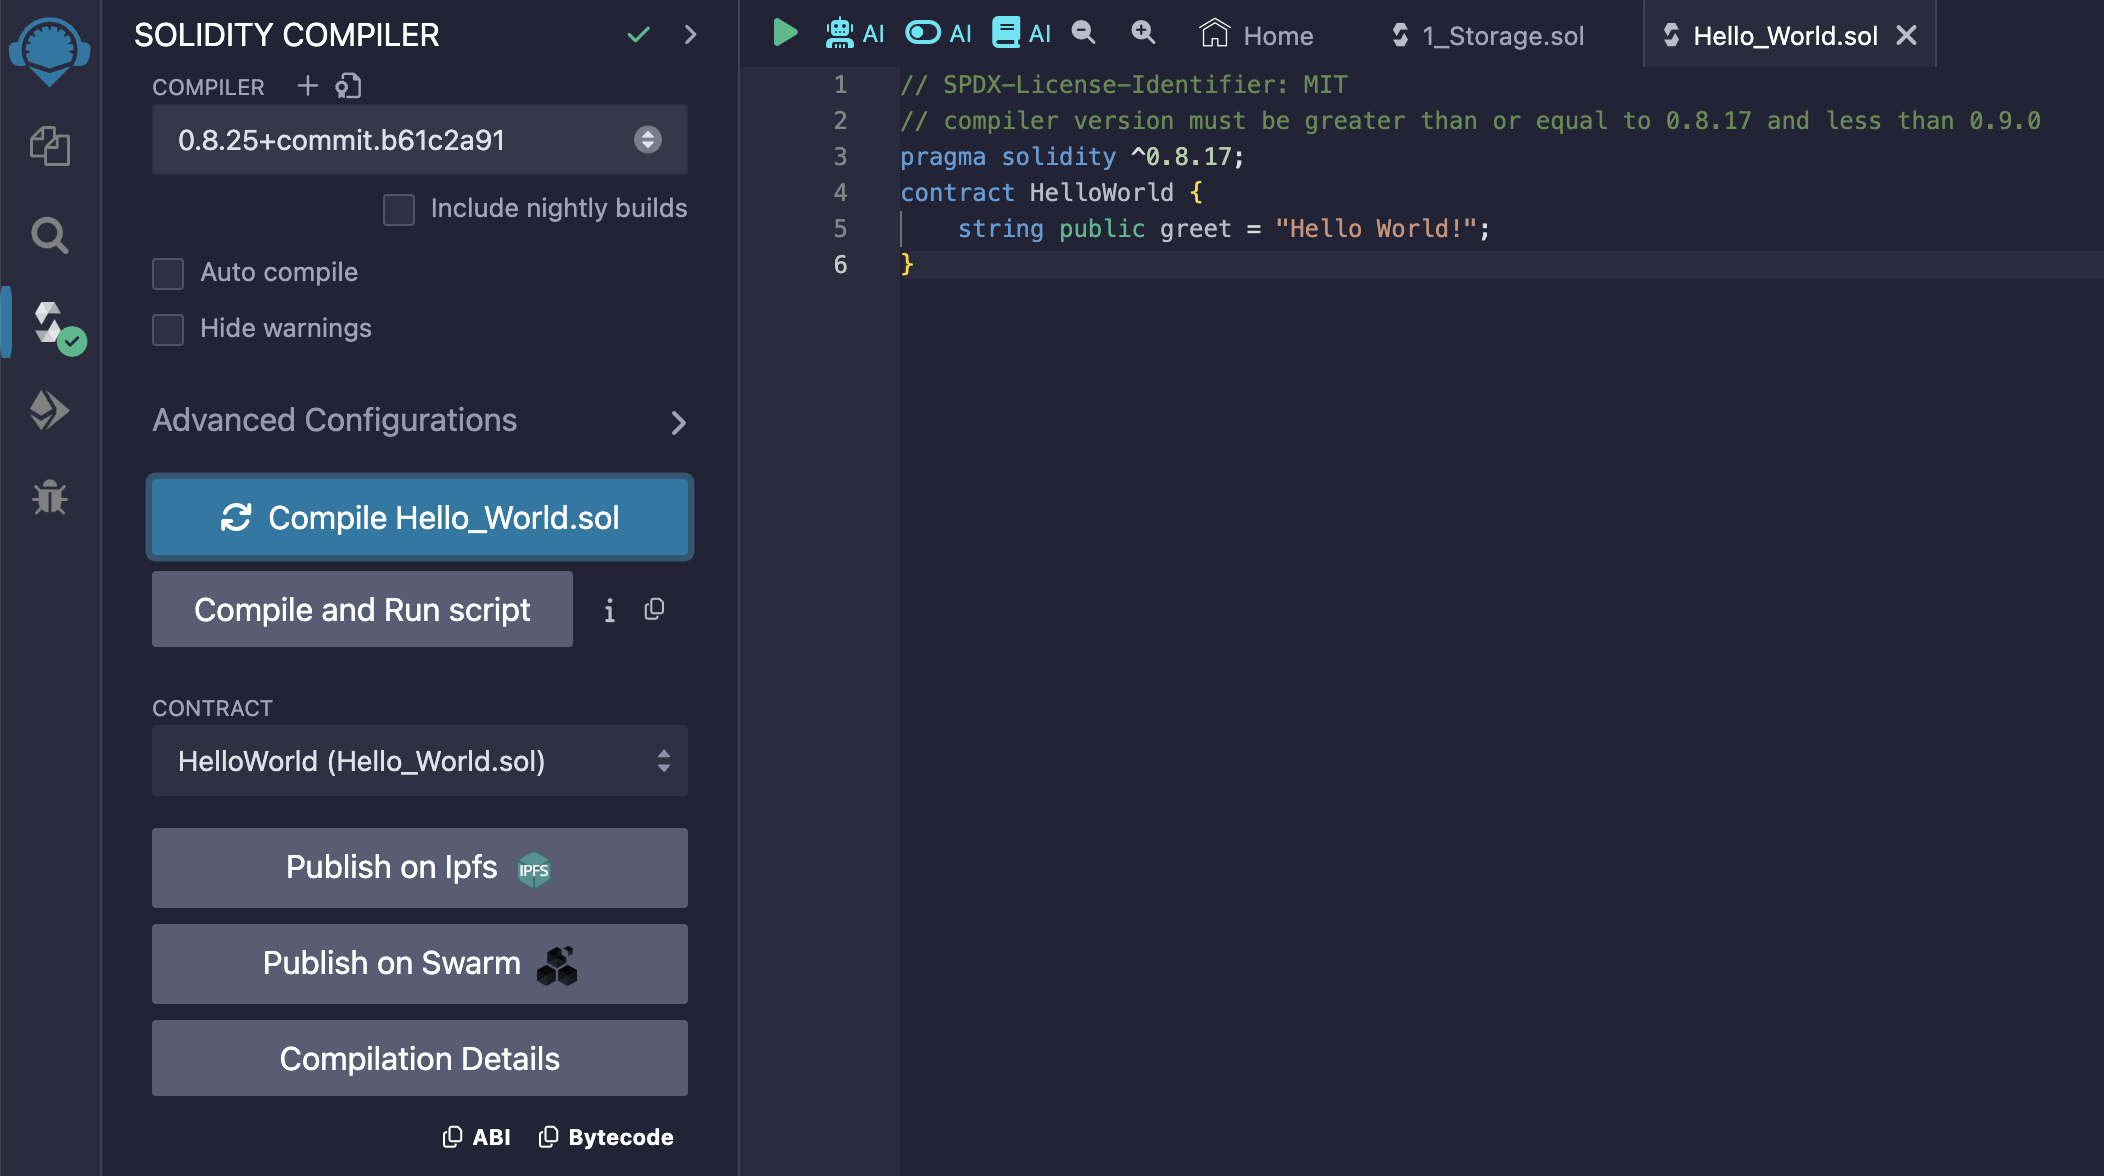 SOLIDITY COMPILER
COMPILER
0.8.25+commit.b61c2a91
Include nightly builds
Auto compile
Hide warnings
Advanced Configurations
Compile Hello_World.sol
Compile and Run script
i
CONTRACT
HelloWorld (Hello_World.sol)
Publish on Ipfs IPFS
Publish on Swarm
Compilation Details
ABI Bytecode
AI AI AI Home 1_Storage.sol Hello_World.sol
1 // SPDX-License-Identifier: MIT
2 // compiler version must be greater than or equal to 0.8.17 and less than 0.9.0
3 pragma solidity ^0.8.17;
4 contract HelloWorld {
5 string public greet = "Hello World!";
6 }